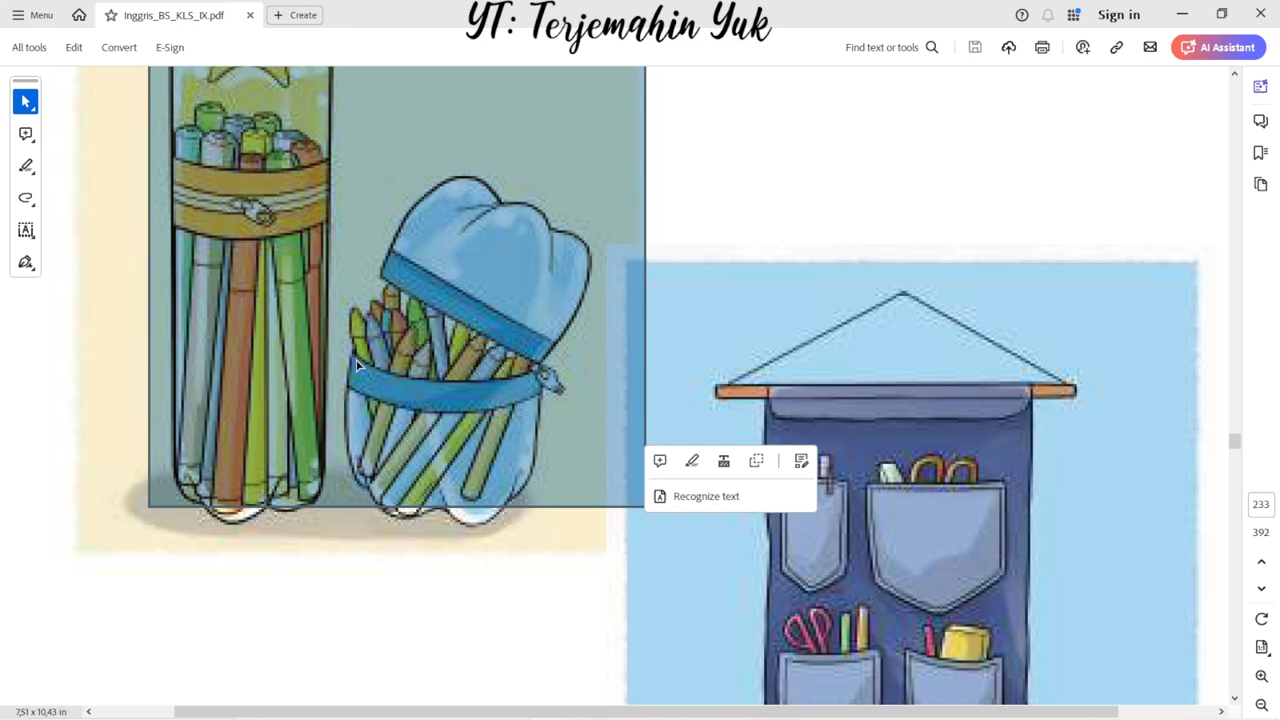 Menu
Inggris_BS_KLS_IX.pdf
Create
YT: Terjemahin Yuk
Sign in
All tools
Edit
Convert
E-Sign
Find text or tools
AI Assistant
Recognize text
233
392
7,51 x 10,43 in